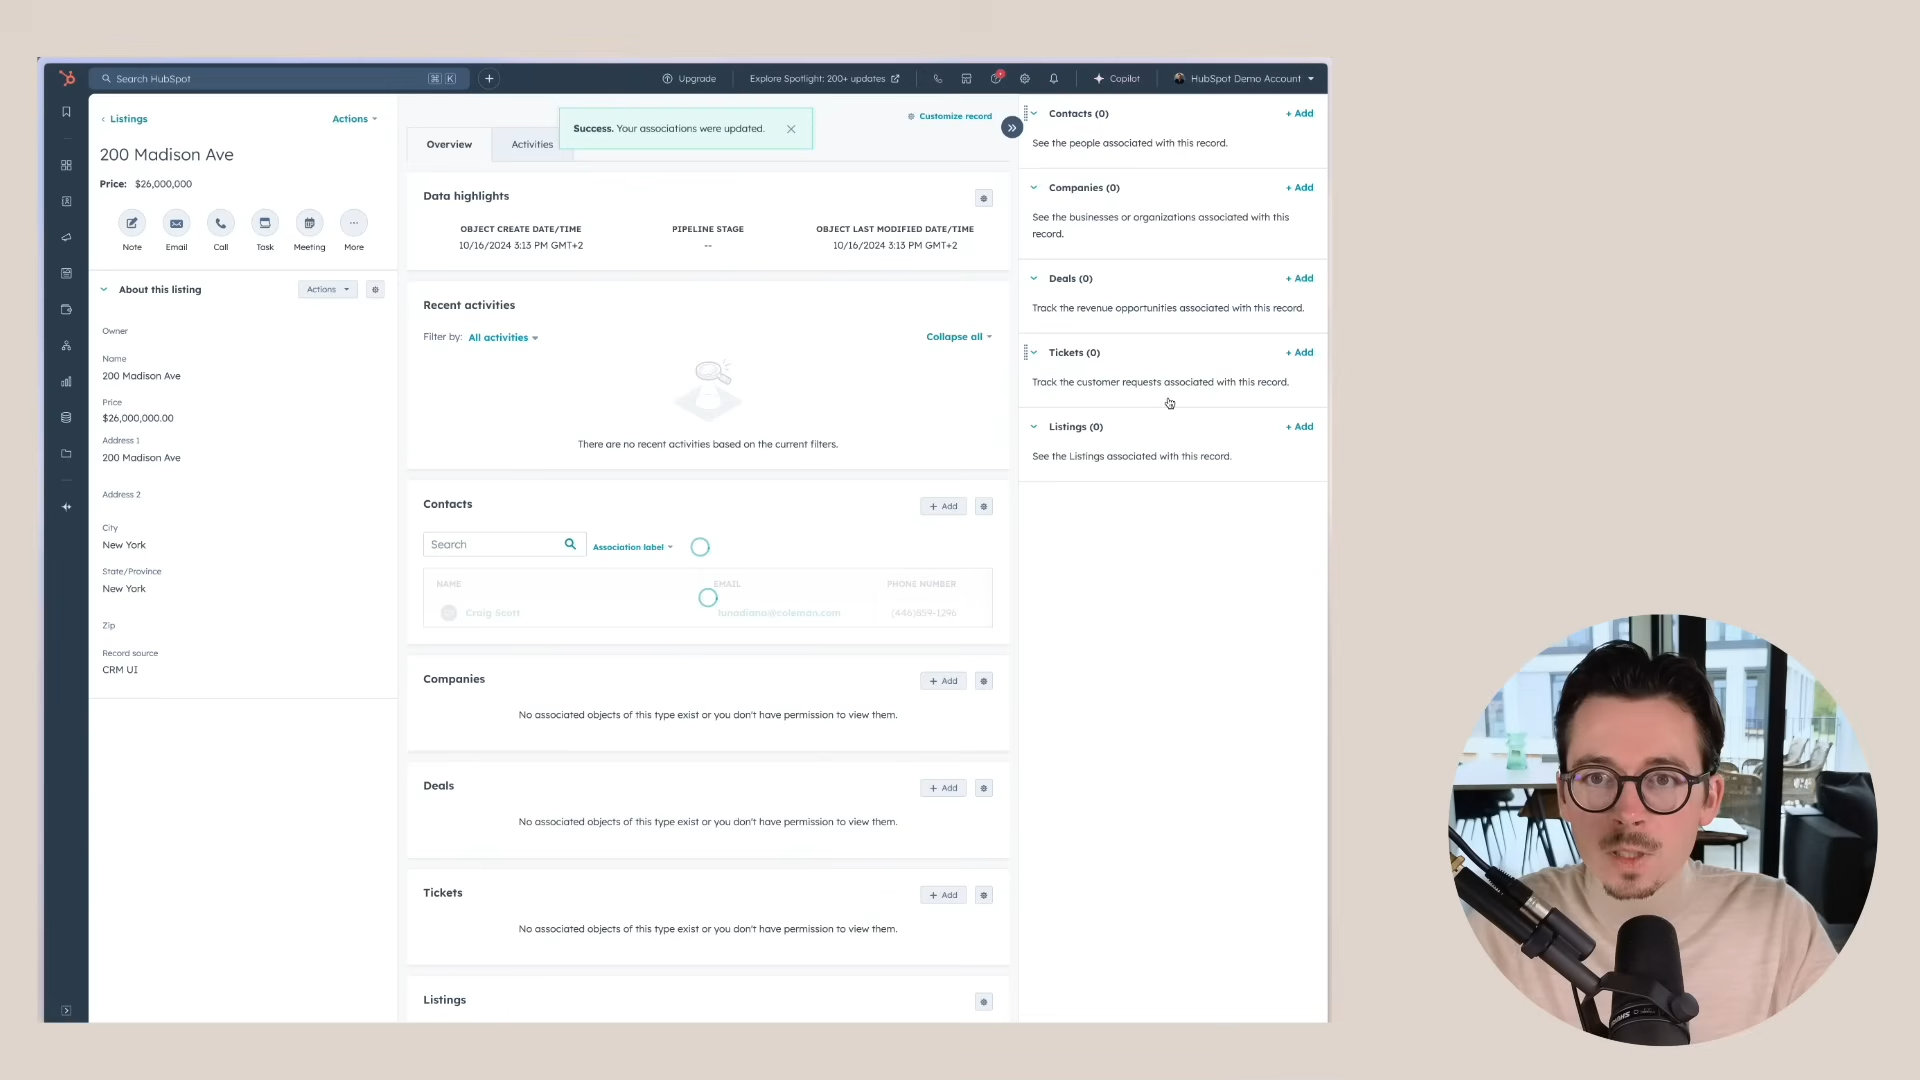 Search HubSpot
⌘ K
Upgrade
Explore Spotlight: 200+ updates
Copilot
HubSpot Demo Account
Listings
Actions
200 Madison Ave
Price: $26,000,000
Note
Email
Call
Task
Meeting
More
About this listing
Actions
Owner
Name
200 Madison Ave
Price
$26,000,000.00
Address 1
200 Madison Ave
Address 2
City
New York
State/Province
New York
Zip
Record source
CRM UI
Success. Your associations were updated.
Customize record
Overview
Activities
Data highlights
OBJECT CREATE DATE/TIME
10/16/2024 3:13 PM GMT+2
PIPELINE STAGE
--
OBJECT LAST MODIFIED DATE/TIME
10/16/2024 3:13 PM GMT+2
Recent activities
Filter by: All activities
Collapse all
There are no recent activities based on the current filters.
Contacts
+ Add
Search
Association label
NAME
EMAIL
PHONE NUMBER
Craig Scott
lunadiana@coleman.com
(446)859-1296
Companies
+ Add
No associated objects of this type exist or you don't have permission to view them.
Deals
+ Add
No associated objects of this type exist or you don't have permission to view them.
Tickets
+ Add
No associated objects of this type exist or you don't have permission to view them.
Listings
Contacts (0)
+ Add
See the people associated with this record.
Companies (0)
+ Add
See the businesses or organizations associated with this
record.
Deals (0)
+ Add
Track the revenue opportunities associated with this record.
Tickets (0)
+ Add
Track the customer requests associated with this record.
Listings (0)
+ Add
See the Listings associated with this record.
SHURE